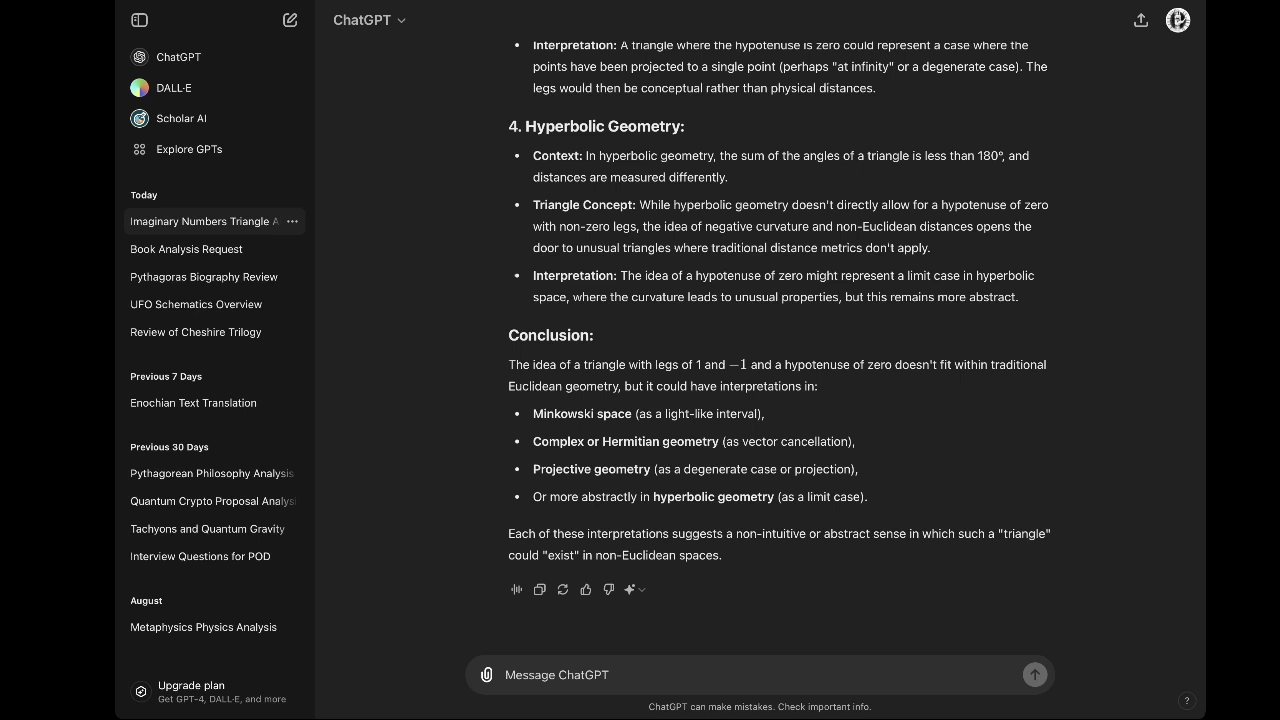 ChatGPT
DALL·E
Scholar AI
Explore GPTs
Today
Imaginary Numbers Triangle A
Book Analysis Request
Pythagoras Biography Review
UFO Schematics Overview
Review of Cheshire Trilogy
Previous 7 Days
Enochian Text Translation
Previous 30 Days
Pythagorean Philosophy Analysis
Quantum Crypto Proposal Analysi
Tachyons and Quantum Gravity
Interview Questions for POD
August
Metaphysics Physics Analysis
Upgrade plan
Get GPT-4, DALL·E, and more
ChatGPT
• Interpretation: A triangle where the hypotenuse is zero could represent a case where the
points have been projected to a single point (perhaps "at infinity" or a degenerate case). The
legs would then be conceptual rather than physical distances.
4. Hyperbolic Geometry:
• Context: In hyperbolic geometry, the sum of the angles of a triangle is less than 180°, and
distances are measured differently.
• Triangle Concept: While hyperbolic geometry doesn't directly allow for a hypotenuse of zero
with non-zero legs, the idea of negative curvature and non-Euclidean distances opens the
door to unusual triangles where traditional distance metrics don't apply.
• Interpretation: The idea of a hypotenuse of zero might represent a limit case in hyperbolic
space, where the curvature leads to unusual properties, but this remains more abstract.
Conclusion:
The idea of a triangle with legs of 1 and −1 and a hypotenuse of zero doesn't fit within traditional
Euclidean geometry, but it could have interpretations in:
• Minkowski space (as a light-like interval),
• Complex or Hermitian geometry (as vector cancellation),
• Projective geometry (as a degenerate case or projection),
• Or more abstractly in hyperbolic geometry (as a limit case).
Each of these interpretations suggests a non-intuitive or abstract sense in which such a "triangle"
could "exist" in non-Euclidean spaces.
Message ChatGPT
ChatGPT can make mistakes. Check important info.
?